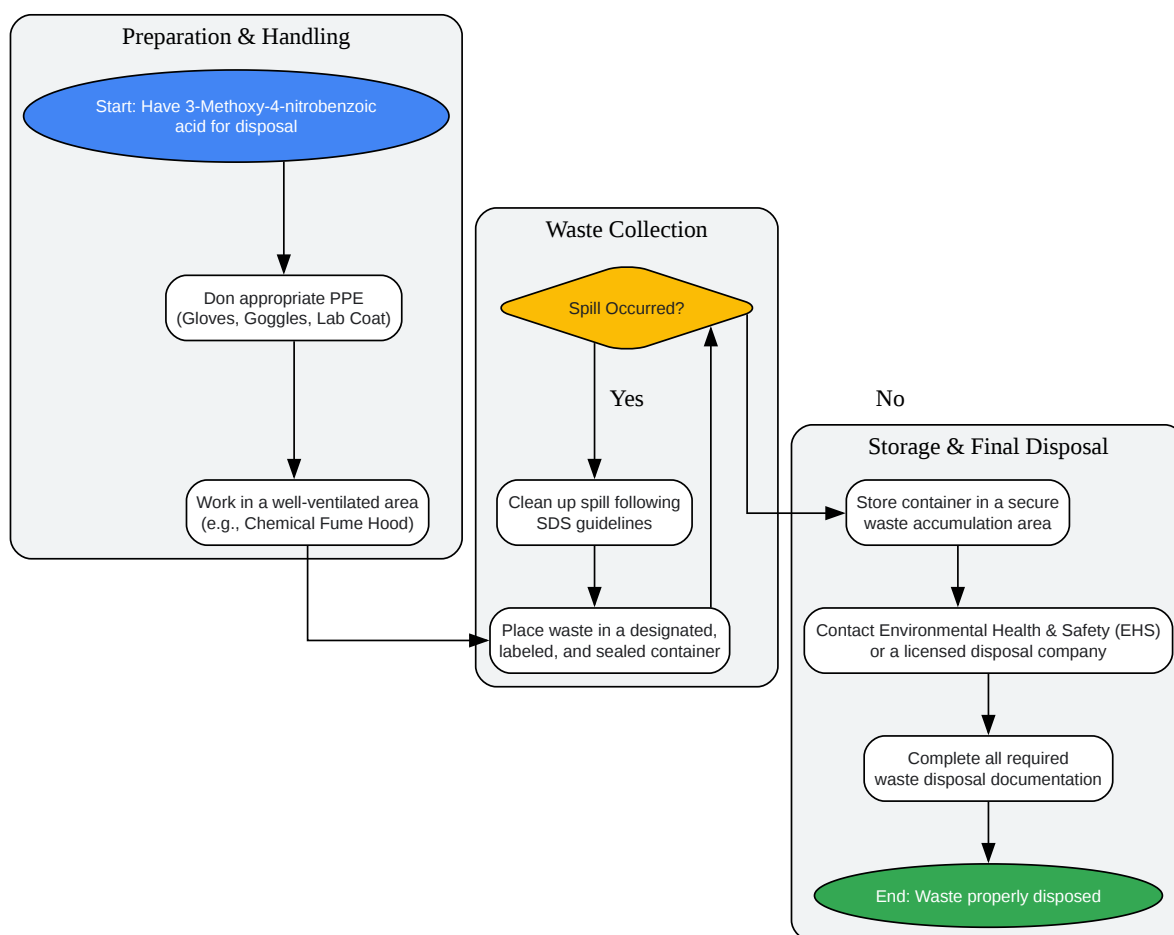 Preparation & Handling
Start: Have 3-Methoxy-4-nitrobenzoic
acid for disposal
Don appropriate PPE
(Gloves, Goggles, Lab Coat)
Work in a well-ventilated area
(e.g., Chemical Fume Hood)
Waste Collection
Spill Occurred?
Yes
Clean up spill following
SDS guidelines
Place waste in a designated,
labeled, and sealed container
No
Storage & Final Disposal
Store container in a secure
waste accumulation area
Contact Environmental Health & Safety (EHS)
or a licensed disposal company
Complete all required
waste disposal documentation
End: Waste properly disposed